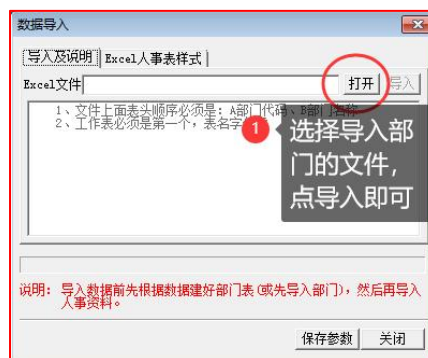 数据导入
导入及说明 Excel人事表样式
Excel文件 打开 导入
1、文件上面表头顺序必须是：A部门代码、B部门名称
2、工作表必须是第一个，表名字
1 选择导入部
门的文件，
点导入即可
说明： 导入数据前先根据数据建好部门表(或先导入部门)，然后再导入
人事资料。
保存参数 关闭